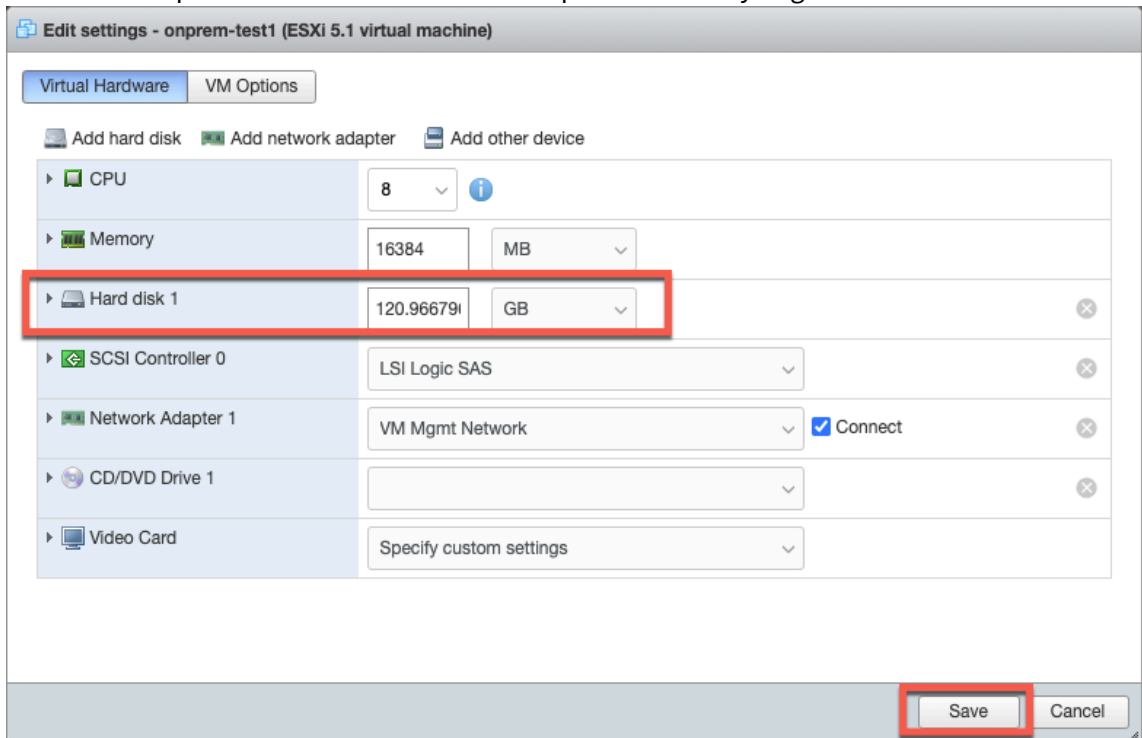 Edit settings - onprem-test1 (ESXi 5.1 virtual machine)
Virtual Hardware VM Options
Add hard disk Add network adapter Add other device
CPU 8
Memory 16384 MB
Hard disk 1 120.966796 GB
SCSI Controller 0 LSI Logic SAS
Network Adapter 1 VM Mgmt Network Connect
CD/DVD Drive 1
Video Card Specify custom settings
Save Cancel